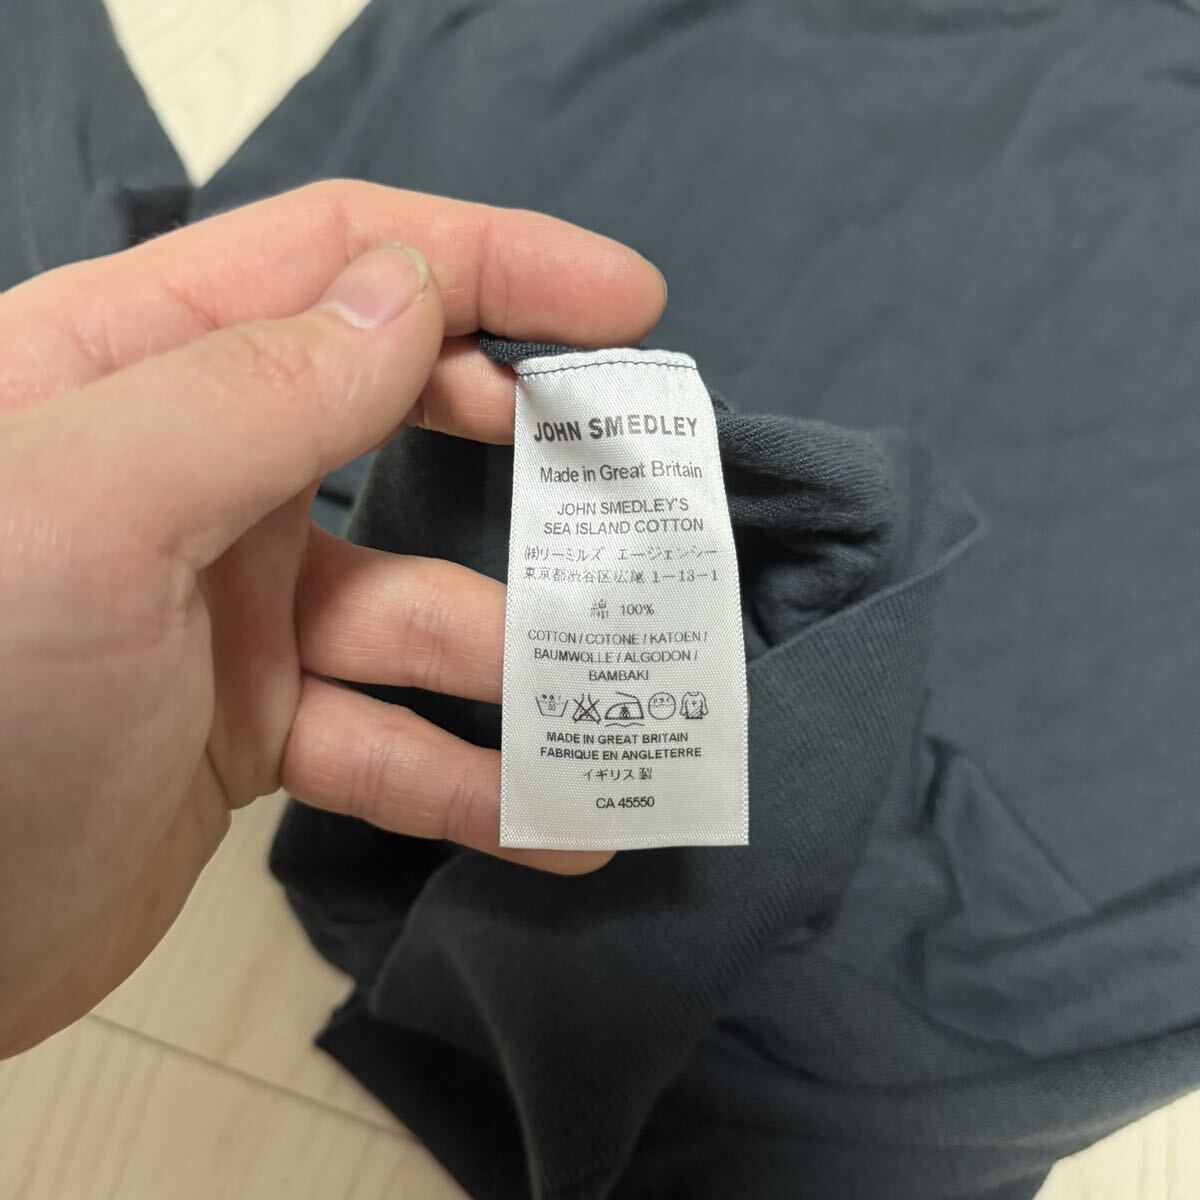 JOHN SMEDLEY
Made in Great Britain
JOHN SMEDLEY'S
SEA ISLAND COTTON
㈱リーミルズ エージェンシー
東京都渋谷区広尾 1-13-1
綿 100%
COTTON / COTONE / KATOEN /
BAUMWOLLE / ALGODON /
BAMBAKI
MADE IN GREAT BRITAIN
FABRIQUE EN ANGLETERRE
イギリス製
CA 45550